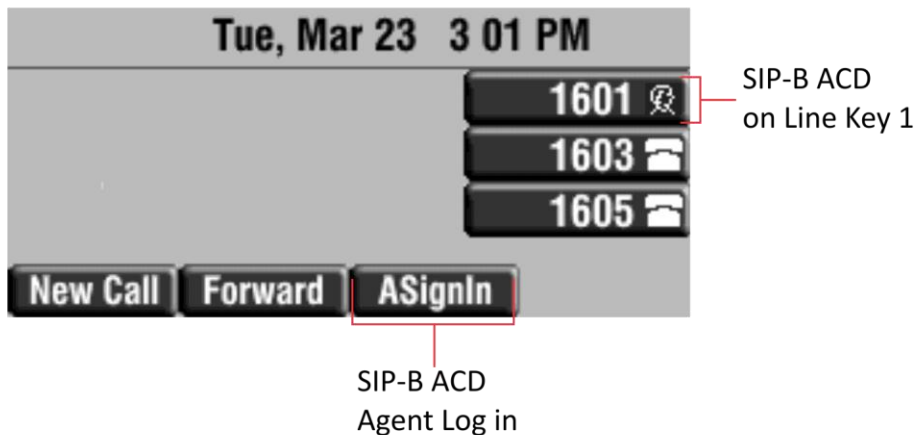 Tue, Mar 23 3 01 PM
1601
SIP-B ACD
on Line Key 1
1603
1605
New Call Forward ASignIn
SIP-B ACD
Agent Log in